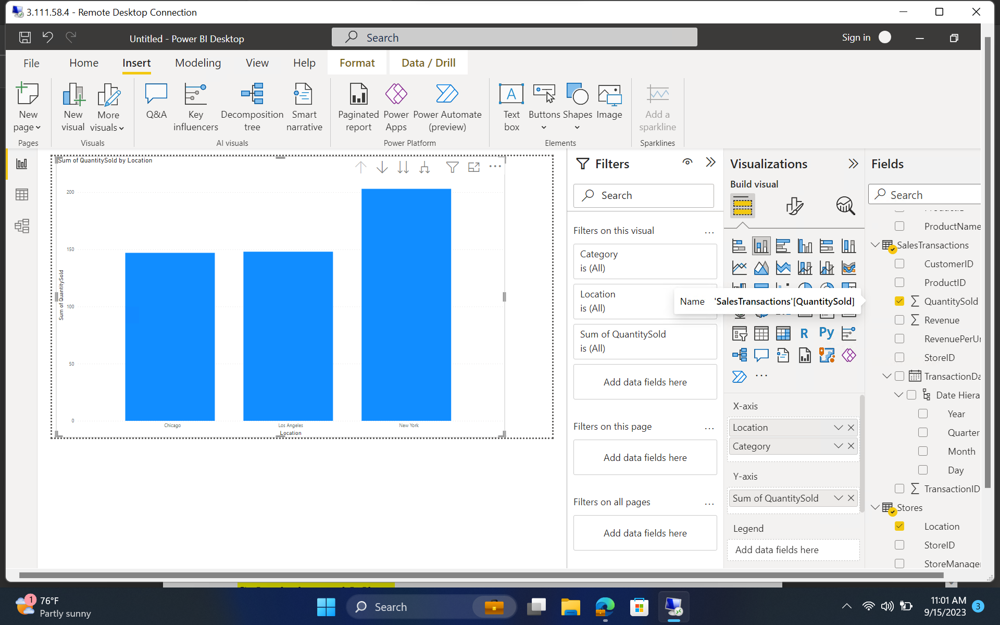 3.111.58.4 - Remote Desktop Connection
Untitled - Power BI Desktop
Search
Sign in
File
Home
Insert
Modeling
View
Help
Format
Data / Drill
New page
Pages
New visual
More visuals
Visuals
Q&A
Key influencers
Decomposition tree
Smart narrative
AI visuals
Paginated report
Power Apps
Power Automate (preview)
Power Platform
Text box
Buttons
Shapes
Image
Elements
Add a sparkline
Sparklines
Sum of QuantitySold by Location
200
150
100
50
0
Sum of QuantitySold
Chicago
Los Angeles
New York
Location
Filters
Search
Filters on this visual
...
Category
is (All)
Location
is (All)
Sum of QuantitySold
is (All)
Add data fields here
Filters on this page
...
Add data fields here
Filters on all pages
...
Add data fields here
Visualizations
Build visual
Name 'SalesTransactions'[QuantitySold]
R
Py
...
X-axis
Location
Category
Y-axis
Sum of QuantitySold
Legend
Add data fields here
Fields
Search
ProductName
SalesTransactions
CustomerID
ProductID
QuantitySold
Revenue
RevenuePerUn
StoreID
TransactionDa
Date Hiera
Year
Quarter
Month
Day
TransactionID
Stores
Location
StoreID
StoreManager
1
76°F
Partly sunny
Search
11:01 AM
9/15/2023
3